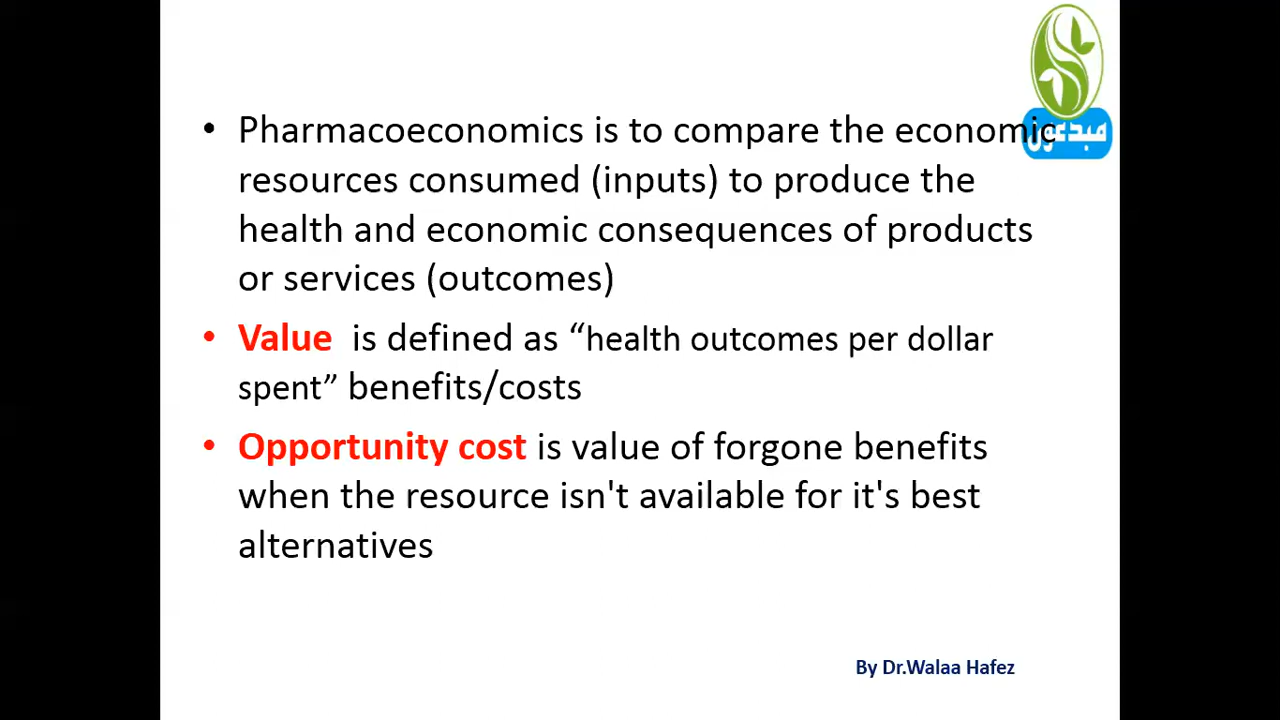 مبدعون
• Pharmacoeconomics is to compare the economic
resources consumed (inputs) to produce the
health and economic consequences of products
or services (outcomes)
• Value is defined as “health outcomes per dollar
spent” benefits/costs
• Opportunity cost is value of forgone benefits
when the resource isn't available for it's best
alternatives
By Dr.Walaa Hafez